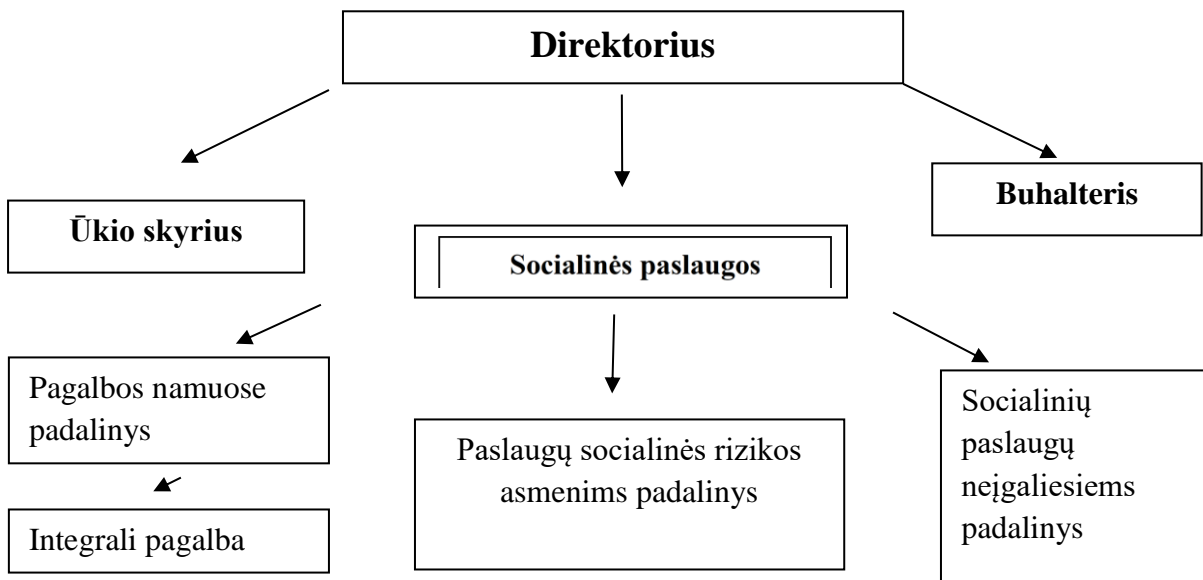 Direktorius
Ūkio skyrius
Buhalteris
Socialinės paslaugos
Pagalbos namuose
padalinys
Integrali pagalba
Paslaugų socialinės rizikos
asmenims padalinys
Socialinių
paslaugų
neįgaliesiems
padalinys